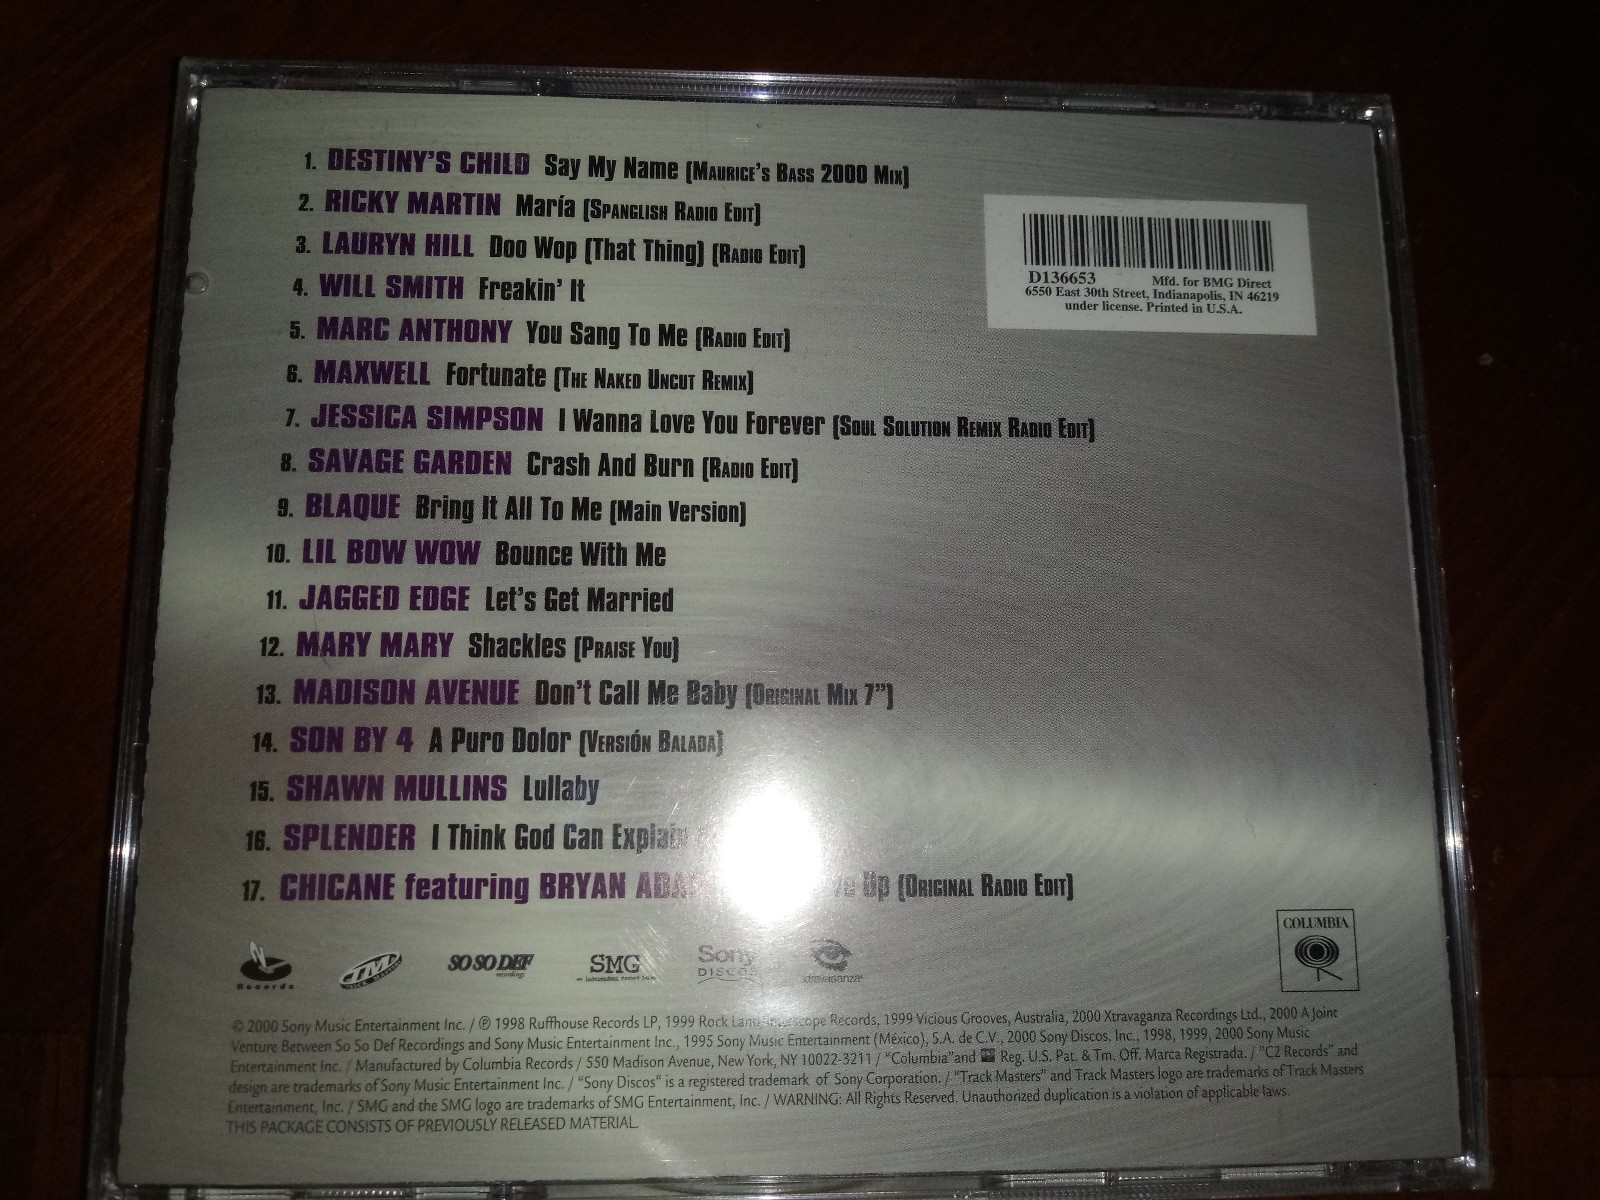 1. DESTINY'S CHILD Say My Name (Maurice's Bass 2000 Mix)
2. RICKY MARTIN María (Spanglish Radio Edit)
3. LAURYN HILL Doo Wop (That Thing) (Radio Edit)
4. WILL SMITH Freakin' It
5. MARC ANTHONY You Sang To Me (Radio Edit)
6. MAXWELL Fortunate (The Naked Uncut Remix)
7. JESSICA SIMPSON I Wanna Love You Forever (Soul Solution Remix Radio Edit)
8. SAVAGE GARDEN Crash And Burn (Radio Edit)
9. BLAQUE Bring It All To Me (Main Version)
10. LIL BOW WOW Bounce With Me
11. JAGGED EDGE Let's Get Married
12. MARY MARY Shackles (Praise You)
13. MADISON AVENUE Don't Call Me Baby (Original Mix 7")
14. SON BY 4 A Puro Dolor (Versión Balada)
15. SHAWN MULLINS Lullaby
16. SPLENDER I Think God Can Explain
17. CHICANE featuring BRYAN Up (Original Radio Edit)
D136653 Mfd. for BMG Direct
6550 East 30th Street, Indianapolis, IN 46219
under license. Printed in U.S.A.
Records
TM
SO SO DEF
recordings
SMG
Sony
DISCOS
xtravaganza
COLUMBIA
© 2000 Sony Music Entertainment Inc. / ℗ 1998 Ruffhouse Records LP, 1999 Rock Land/Interscope Records, 1999 Vicious Grooves, Australia, 2000 Xtravaganza Recordings Ltd., 2000 A Joint
Venture Between So So Def Recordings and Sony Music Entertainment Inc., 1995 Sony Music Entertainment (México), S.A. de C.V., 2000 Sony Discos, Inc., 1998, 1999, 2000 Sony Music
Entertainment Inc. / Manufactured by Columbia Records / 550 Madison Avenue, New York, NY 10022-3211 / "Columbia" and Reg. U.S. Pat. & Tm. Off. Marca Registrada. / "C2 Records" and
design are trademarks of Sony Music Entertainment Inc. / "Sony Discos" is a registered trademark of Sony Corporation. / "Track Masters" and Track Masters logo are trademarks of Track Masters
Entertainment, Inc. / SMG and the SMG logo are trademarks of SMG Entertainment, Inc. / WARNING: All Rights Reserved. Unauthorized duplication is a violation of applicable laws.
THIS PACKAGE CONSISTS OF PREVIOUSLY RELEASED MATERIAL.